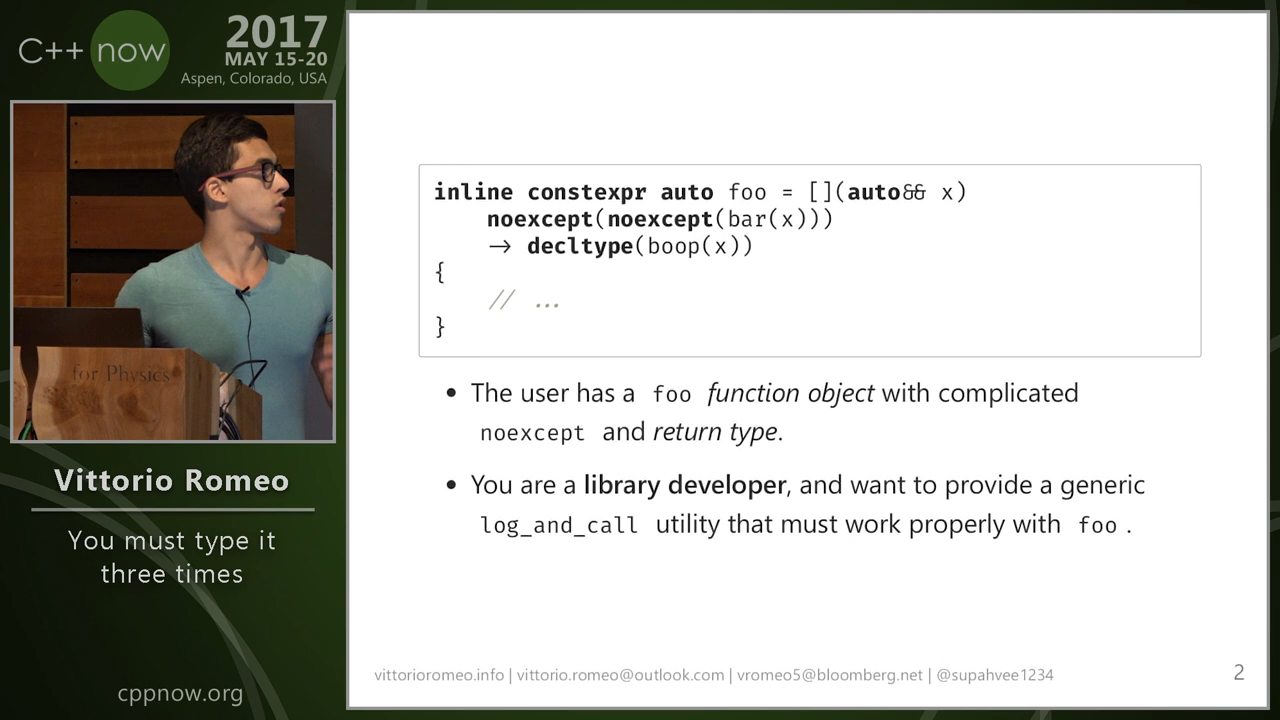 C++ now
2017
MAY 15-20
Aspen, Colorado, USA
for Physics
Vittorio Romeo
You must type it
three times
cppnow.org
inline constexpr auto foo = [](auto&& x)
noexcept(noexcept(bar(x)))
→ decltype(boop(x))
{
// ...
}
• The user has a foo function object with complicated
noexcept and return type.
• You are a library developer, and want to provide a generic
log_and_call utility that must work properly with foo .
vittorioromeo.info | vittorio.romeo@outlook.com | vromeo5@bloomberg.net | @supahvee1234
2